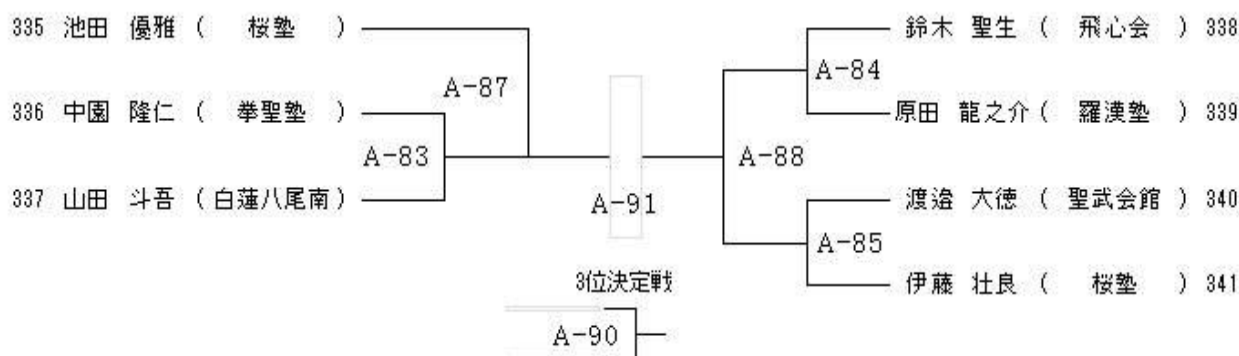 335 池田 優雅 ( 桜塾 )
336 中園 隆仁 ( 拳聖塾 )
337 山田 斗吾 ( 白蓮八尾南 )
A-87
A-83
A-91
鈴木 聖生 ( 飛心会 ) 338
原田 龍之介 ( 羅漢塾 ) 339
渡邉 大徳 ( 聖武会館 ) 340
伊藤 壮良 ( 桜塾 ) 341
A-84
A-88
A-85
3位決定戦
A-90